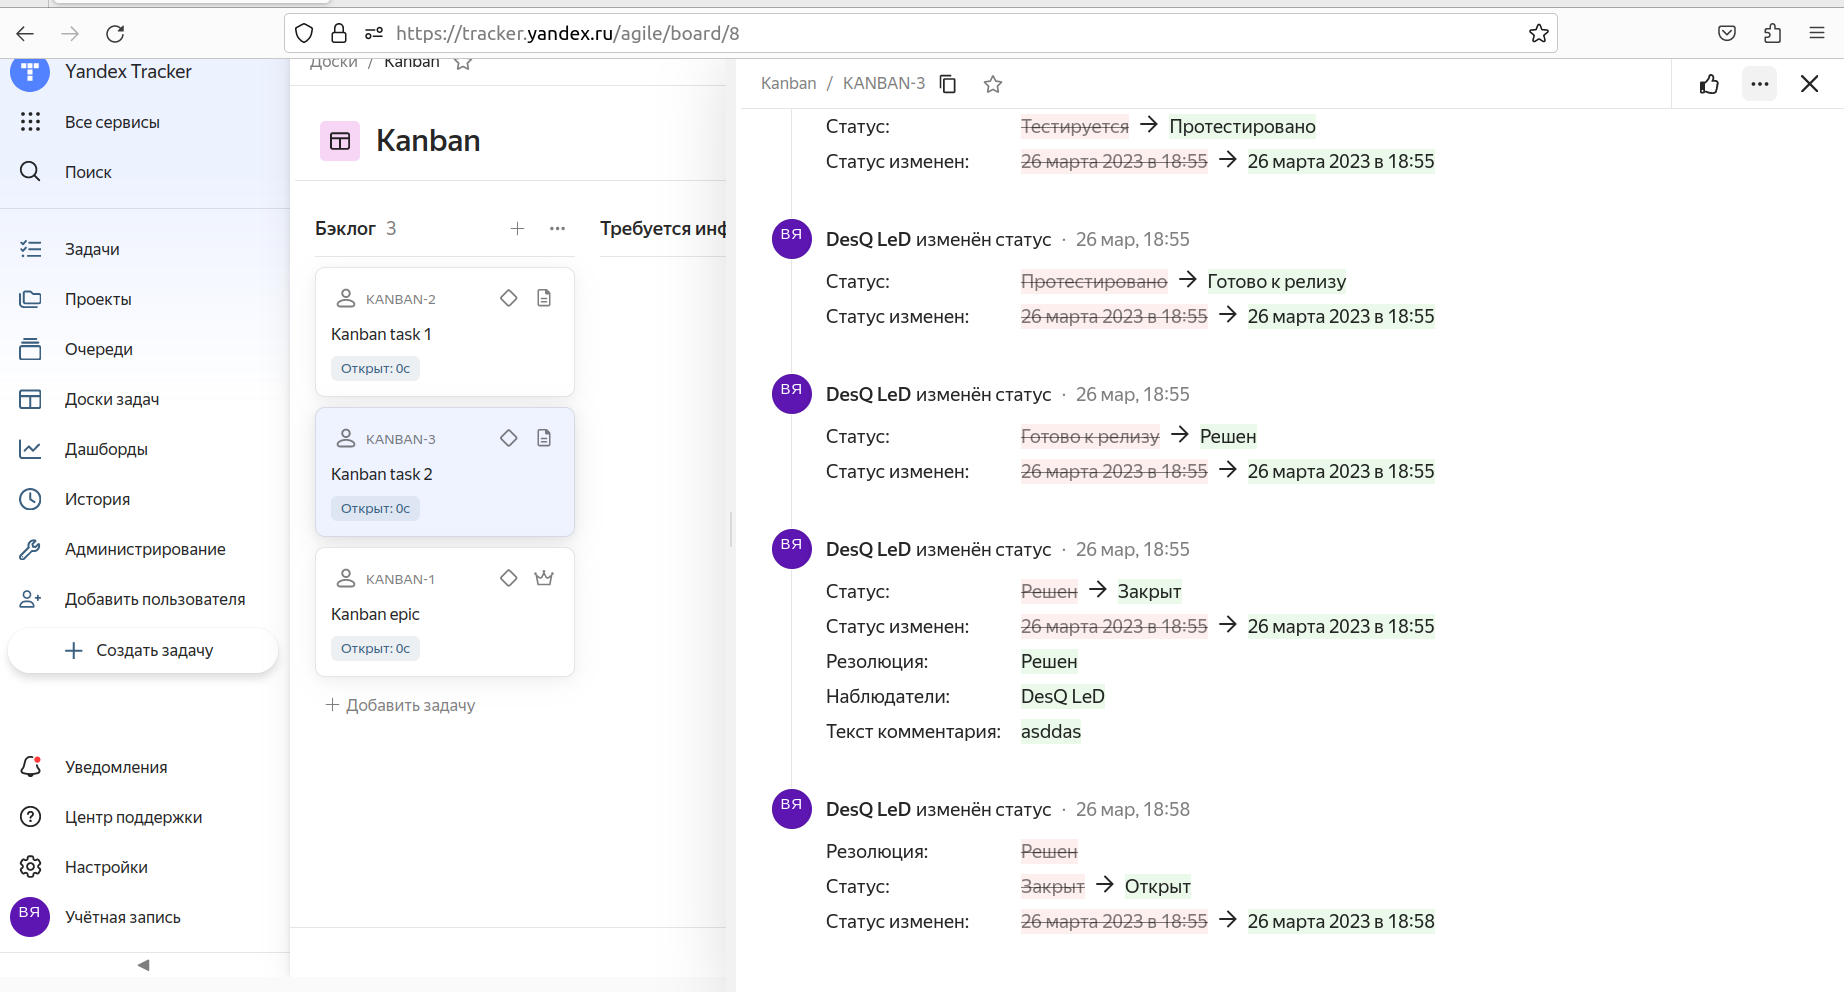 https://tracker.yandex.ru/agile/board/8
Yandex Tracker
Все сервисы
Поиск
Задачи
Проекты
Очереди
Доски задач
Дашборды
История
Администрирование
Добавить пользователя
Создать задачу
Уведомления
Центр поддержки
Настройки
ВЯ Учётная запись
Доски / Kanban
Kanban
Бэклог 3
Требуется инф
KANBAN-2
Kanban task 1
Открыт: 0с
KANBAN-3
Kanban task 2
Открыт: 0с
KANBAN-1
Kanban epic
Открыт: 0с
Добавить задачу
Kanban / KANBAN-3
Статус: Тестируется → Протестировано
Статус изменен: 26 марта 2023 в 18:55 → 26 марта 2023 в 18:55
ВЯ DesQ LeD изменён статус · 26 мар, 18:55
Статус: Протестировано → Готово к релизу
Статус изменен: 26 марта 2023 в 18:55 → 26 марта 2023 в 18:55
ВЯ DesQ LeD изменён статус · 26 мар, 18:55
Статус: Готово к релизу → Решен
Статус изменен: 26 марта 2023 в 18:55 → 26 марта 2023 в 18:55
ВЯ DesQ LeD изменён статус · 26 мар, 18:55
Статус: Решен → Закрыт
Статус изменен: 26 марта 2023 в 18:55 → 26 марта 2023 в 18:55
Резолюция: Решен
Наблюдатели: DesQ LeD
Текст комментария: asddas
ВЯ DesQ LeD изменён статус · 26 мар, 18:58
Резолюция: Решен
Статус: Закрыт → Открыт
Статус изменен: 26 марта 2023 в 18:55 → 26 марта 2023 в 18:58